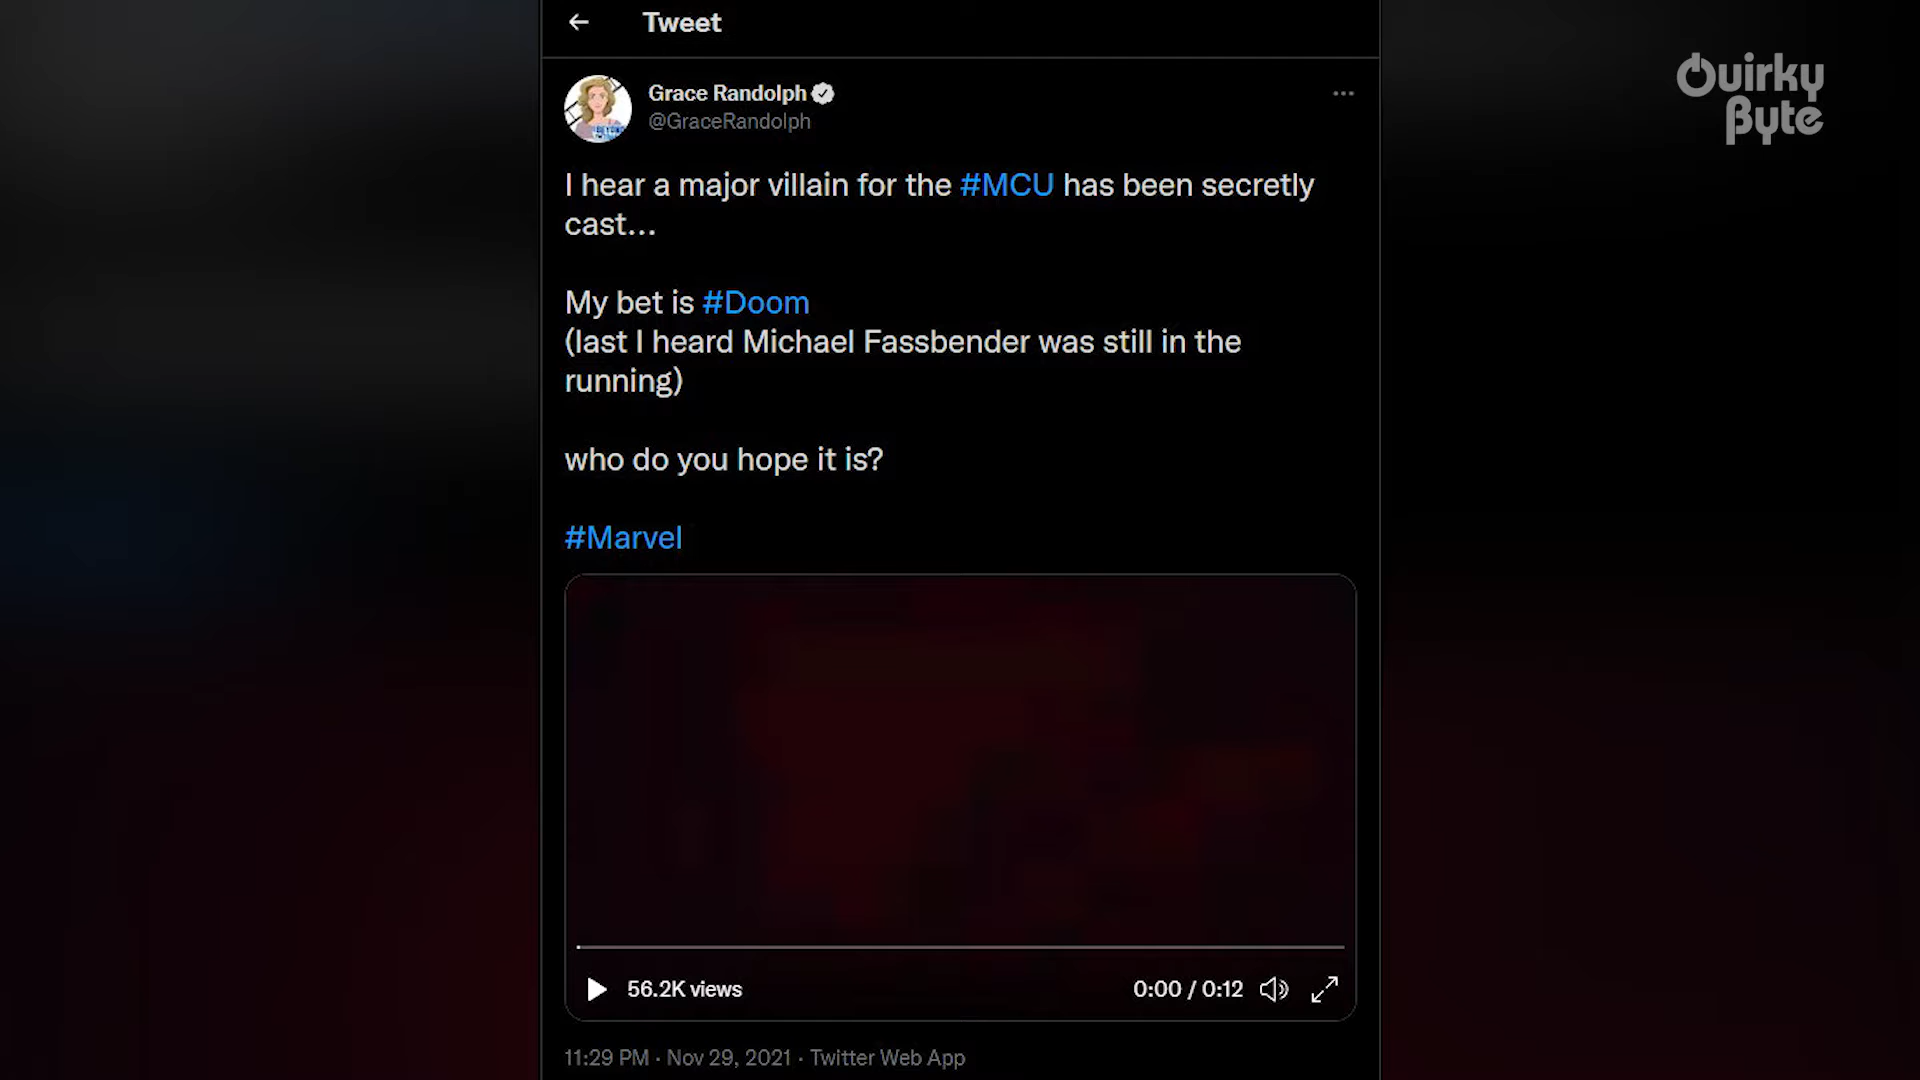 Tweet
Grace Randolph
@GraceRandolph
Quirky
Byte
I hear a major villain for the #MCU has been secretly
cast...
My bet is #Doom
(last I heard Michael Fassbender was still in the
running)
who do you hope it is?
#Marvel
56.2K views
0:00 / 0:12
11:29 PM · Nov 29, 2021 · Twitter Web App